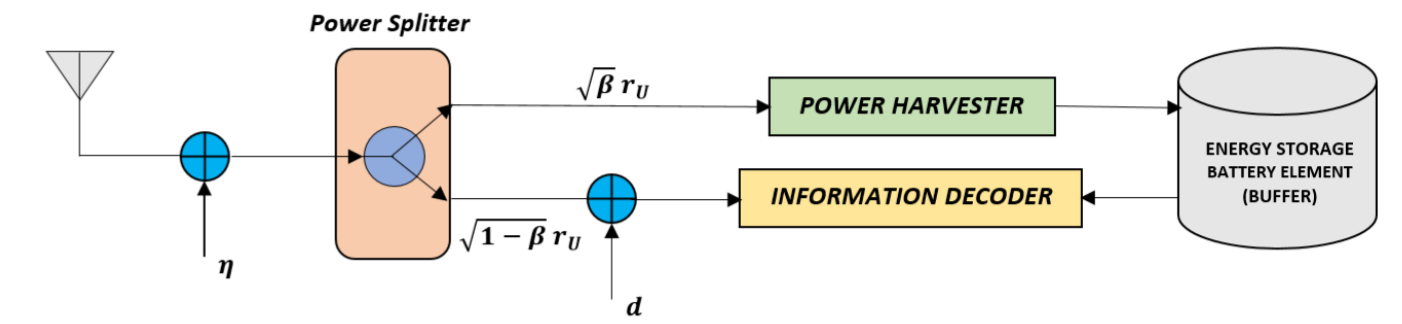 Power Splitter
√β r_U
POWER HARVESTER
ENERGY STORAGE
BATTERY ELEMENT
(BUFFER)
INFORMATION DECODER
√1 − β r_U
η
d